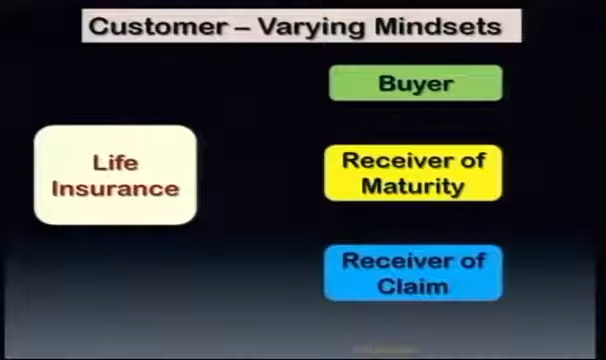 Customer – Varying Mindsets
Buyer
Life
Insurance
Receiver of
Maturity
Receiver of
Claim